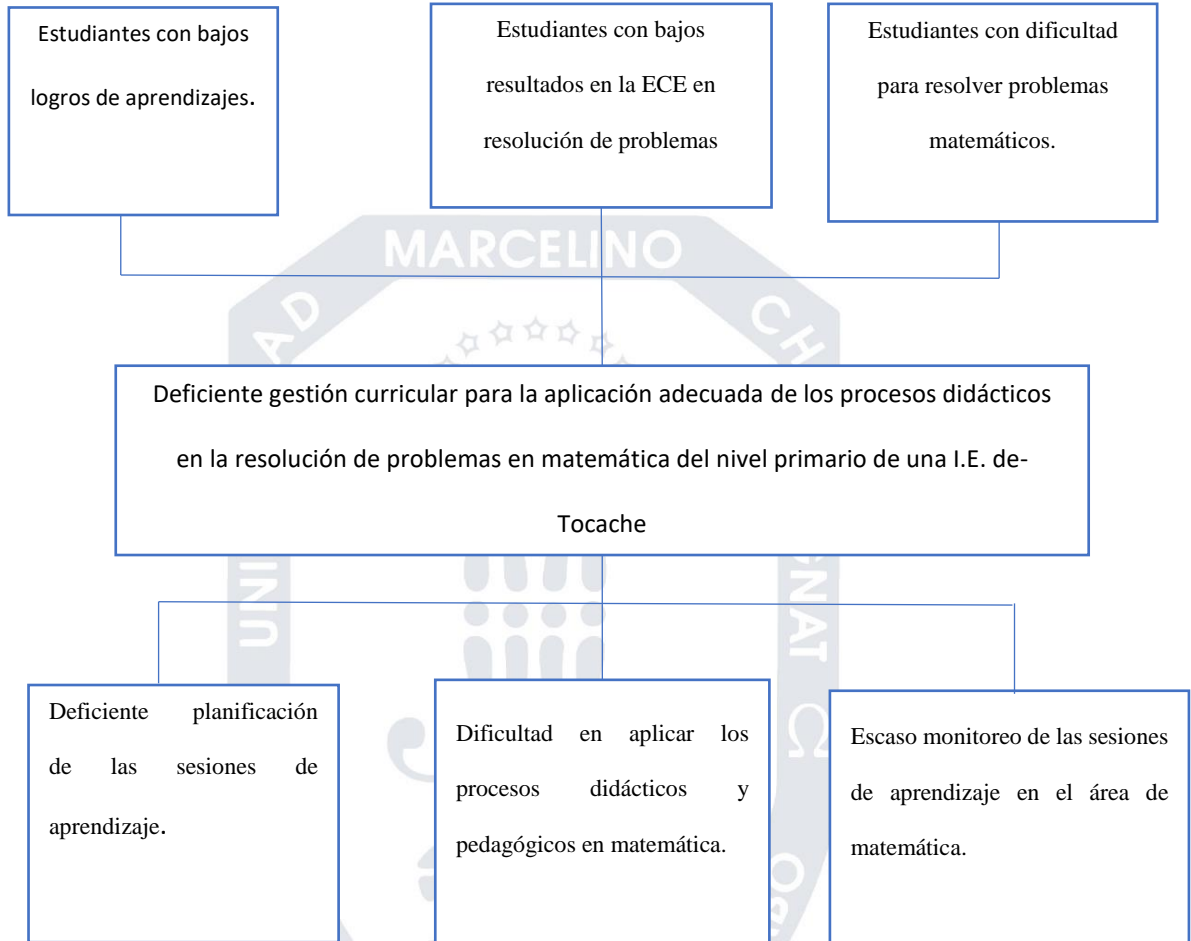 Estudiantes con bajos
logros de aprendizajes.
Estudiantes con bajos
resultados en la ECE en
resolución de problemas
Estudiantes con dificultad
para resolver problemas
matemáticos.
MARCELINO
Deficiente gestión curricular para la aplicación adecuada de los procesos didácticos
en la resolución de problemas en matemática del nivel primario de una I.E. de-
Tocache
Deficiente planificación
de las sesiones de
aprendizaje.
Dificultad en aplicar los
procesos didácticos y
pedagógicos en matemática.
Escaso monitoreo de las sesiones
de aprendizaje en el área de
matemática.